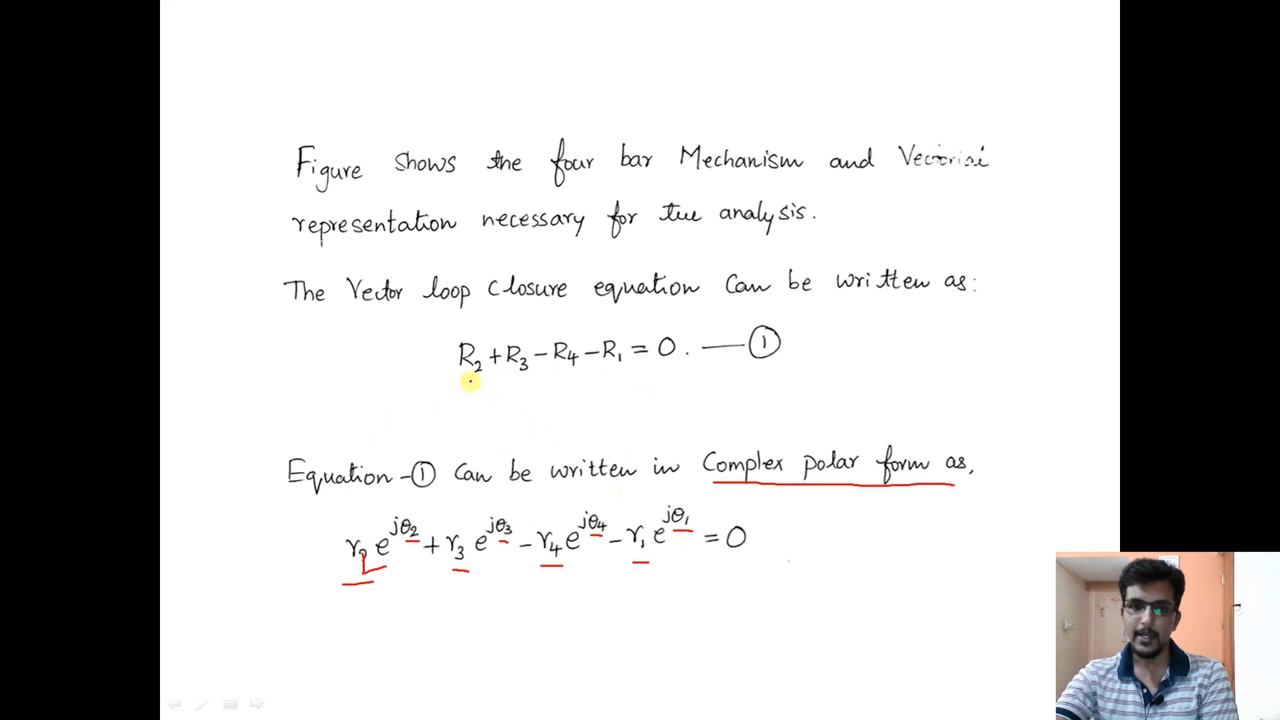 Figure shows the four bar Mechanism and
representation necessary for the analysis.
The Vector loop closure equation can be written as:
R₂ + R₃ − R₄ − R₁ = 0. —— ①
Equation -① can be written in Complex polar form as,
r₂ e^{jθ₂} + r₃ e^{jθ₃} − r₄ e^{jθ₄} − r₁ e^{jθ₁} = 0